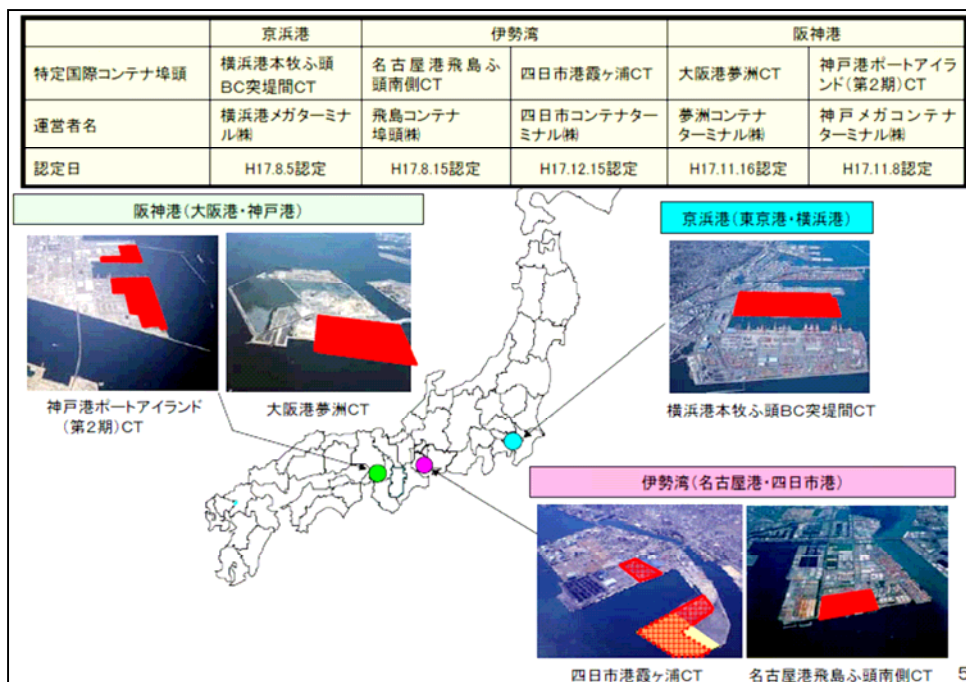 京浜港 伊勢湾 阪神港
特定国際コンテナ埠頭
横浜港本牧ふ頭
BC突堤間CT
名古屋港飛島ふ
頭南側CT
四日市港霞ヶ浦CT
大阪港夢洲CT
神戸港ポートアイラ
ンド(第2期)CT
運営者名
横浜港メガターミナ
ル㈱
飛島コンテナ
埠頭㈱
四日市コンテナター
ミナル㈱
夢洲コンテナ
ターミナル㈱
神戸メガコンテナ
ターミナル㈱
認定日 H17.8.5認定 H17.8.15認定 H17.12.15認定 H17.11.16認定 H17.11.8認定
阪神港(大阪港・神戸港)
京浜港(東京港・横浜港)
神戸港ポートアイランド
(第2期)CT
大阪港夢洲CT
横浜港本牧ふ頭BC突堤間CT
伊勢湾(名古屋港・四日市港)
四日市港霞ヶ浦CT
名古屋港飛島ふ頭南側CT
5